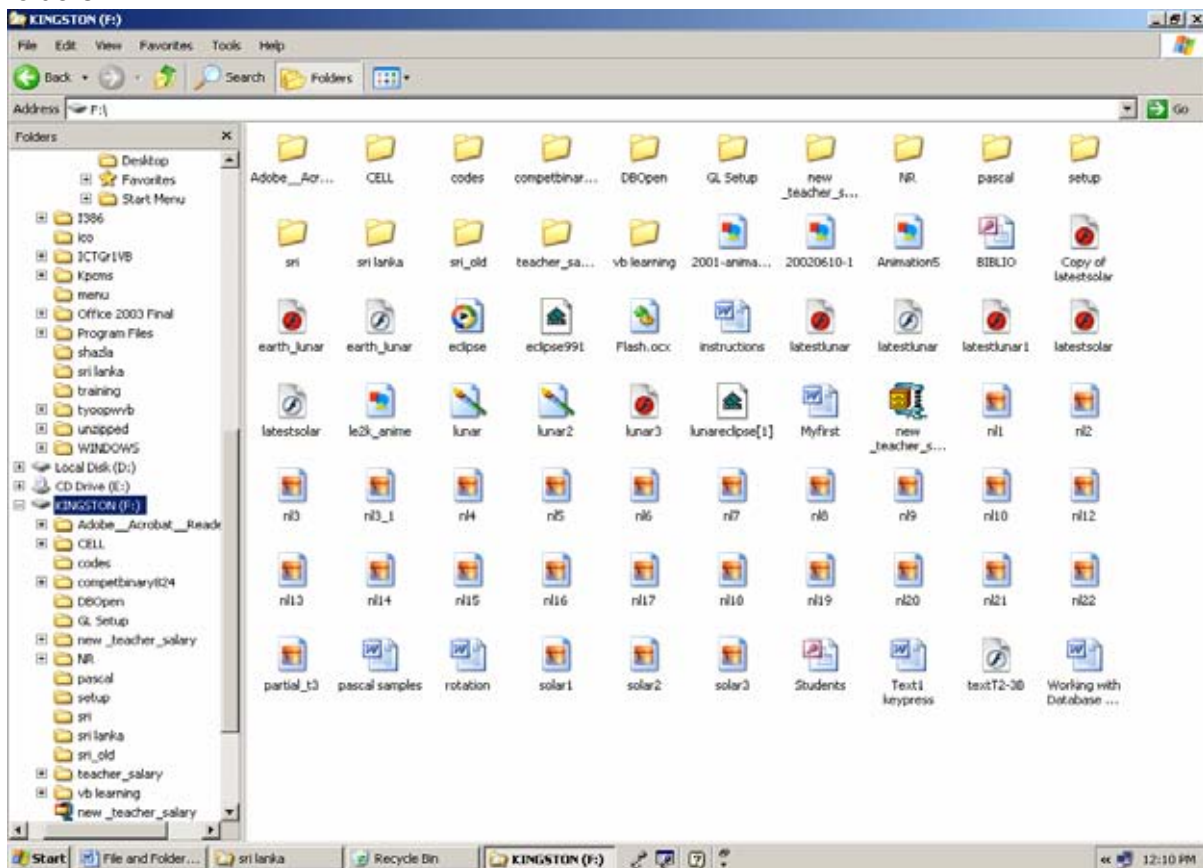 KINGSTON (F:)
File Edit View Favorites Tools Help
Back Search Folders
Address F:\ Go
Folders
Desktop
Favorites
Start Menu
I386
ico
ICTGr1VB
Kpoms
menu
Office 2003 Final
Program Files
shazla
sri lanka
training
tyoopwvb
unzipped
WINDOWS
Local Disk (D:)
CD Drive (E:)
KINGSTON (F:)
Adobe__Acrobat__Reade
CELL
codes
competbinary824
DBOpen
GL Setup
new _teacher_salary
NR
pascal
setup
sri
sri lanka
sri_old
teacher_salary
vb learning
new _teacher_salary
Adobe__Acr... CELL codes competbinar... DBOpen GL Setup new _teacher_s... NR pascal setup
sri sri lanka sri_old teacher_sa... vb learning 2001-anima... 20020610-1 Animation5 BIBLIO Copy of latestsolar
earth_lunar earth_lunar eclipse eclipse991 Flash.ocx instructions latestlunar latestlunar latestlunar1 latestsolar
latestsolar le2k_anime lunar lunar2 lunar3 lunareclipse[1] Myfirst new _teacher_s... nl1 nl2
nl3 nl3_1 nl4 nl5 nl6 nl7 nl8 nl9 nl10 nl12
nl13 nl14 nl15 nl16 nl17 nl18 nl19 nl20 nl21 nl22
partial_t3 pascal samples rotation solar1 solar2 solar3 Students Text1 keypress textT2-3B Working with Database ...
Start File and Folder... sri lanka Recycle Bin KINGSTON (F:) 12:10 PM